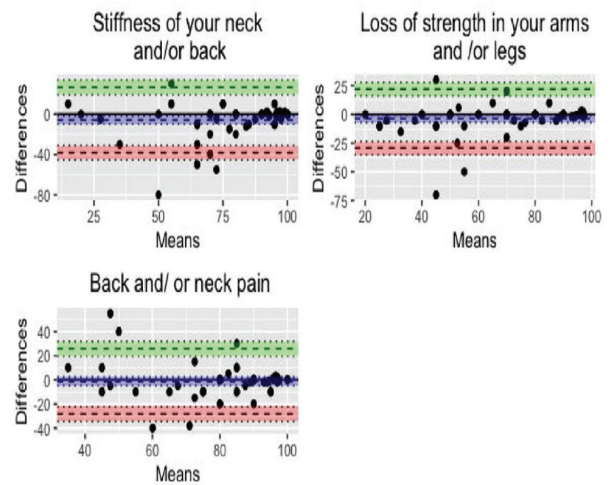 Stiffness of your neck
and/or back
Differences
0
-40
-80
25
50
75
100
Means
Loss of strength in your arms
and /or legs
Differences
25
0
-25
-50
-75
20
40
60
80
100
Means
Back and/ or neck pain
Differences
40
20
0
-20
-40
40
60
80
100
Means